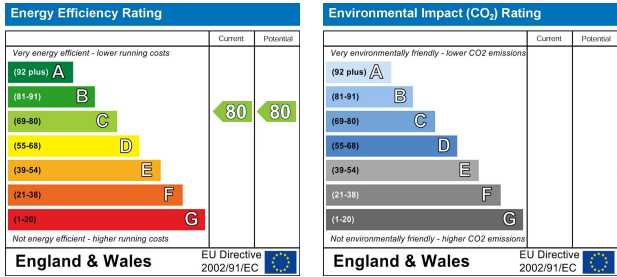 Energy Efficiency Rating
Current Potential
Very energy efficient - lower running costs
(92 plus) A
(81-91) B
(69-80) C
80 80
(55-68) D
(39-54) E
(21-38) F
(1-20) G
Not energy efficient - higher running costs
England & Wales
EU Directive
2002/91/EC
Environmental Impact (CO₂) Rating
Current Potential
Very environmentally friendly - lower CO2 emissions
(92 plus) A
(81-91) B
(69-80) C
(55-68) D
(39-54) E
(21-38) F
(1-20) G
Not environmentally friendly - higher CO2 emissions
England & Wales
EU Directive
2002/91/EC